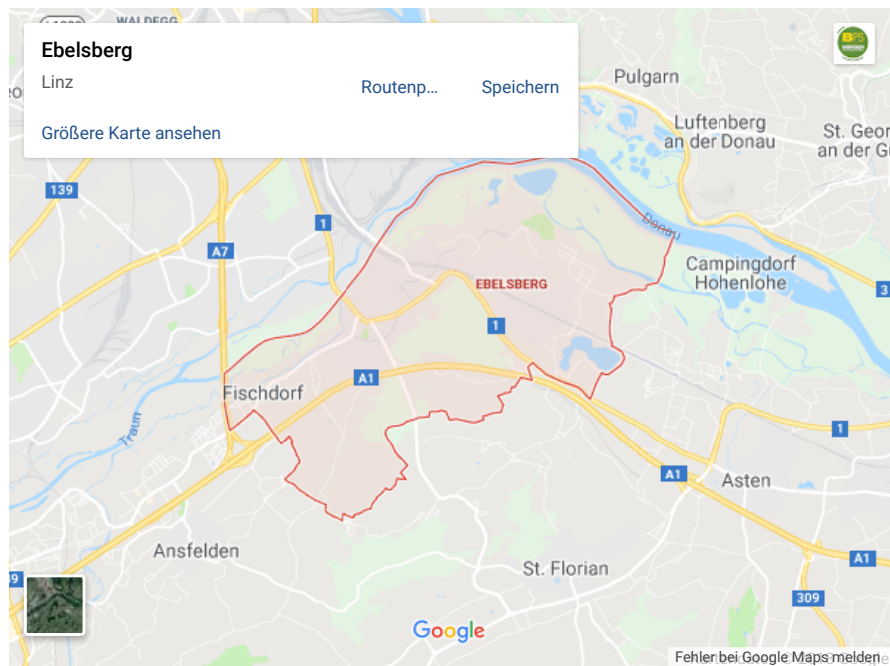 WALDEGG
Ebelsberg
Linz
Routenp...
Speichern
Größere Karte ansehen
BPS
Pulgarn
Luftenberg
an der Donau
St. Geor
an der Gu
139
1
A7
Donau
Campingdorf
Hohenlohe
3
EBELSBERG
1
A1
Fischdorf
Traun
1
A1
Asten
Ansfelden
A1
St. Florian
309
Google
Fehler bei Google Maps melden